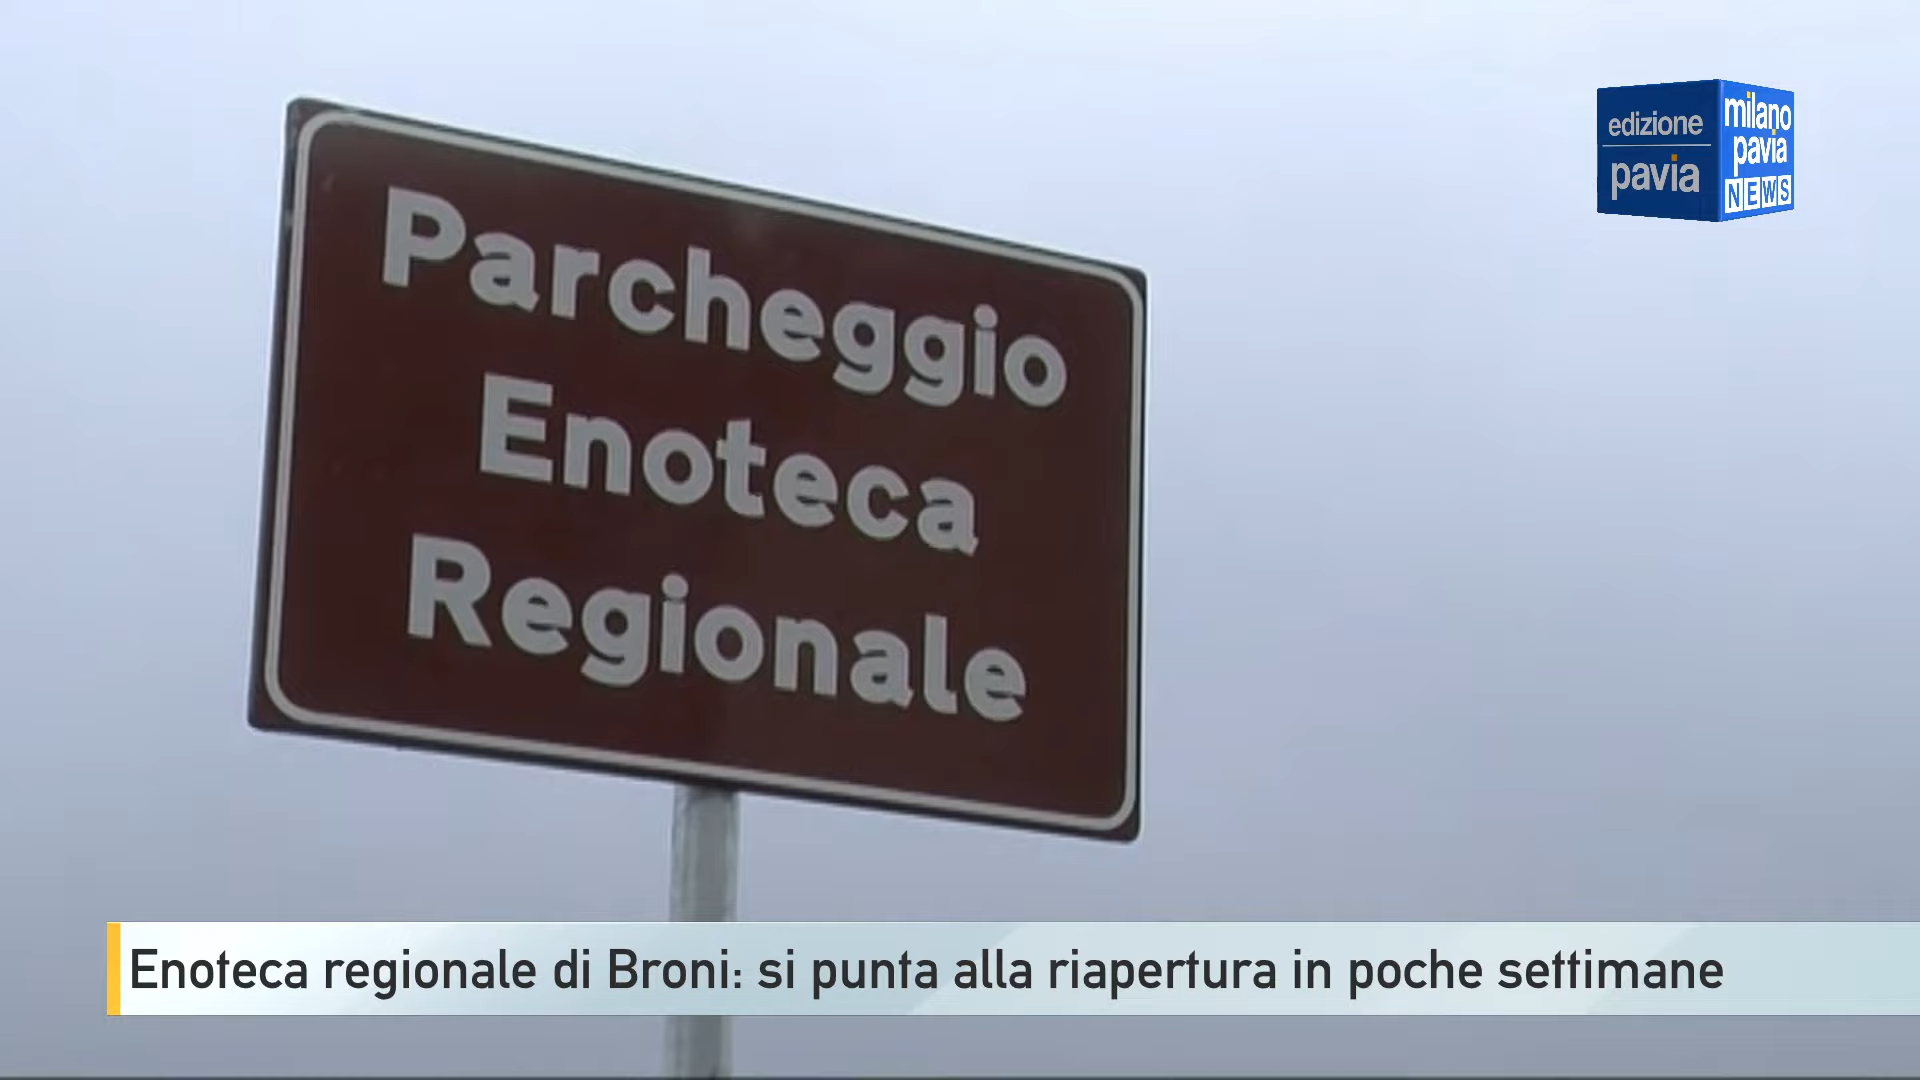 edizione
pavia
milano
pavia
NEWS
Parcheggio
Enoteca
Regionale
Enoteca regionale di Broni: si punta alla riapertura in poche settimane